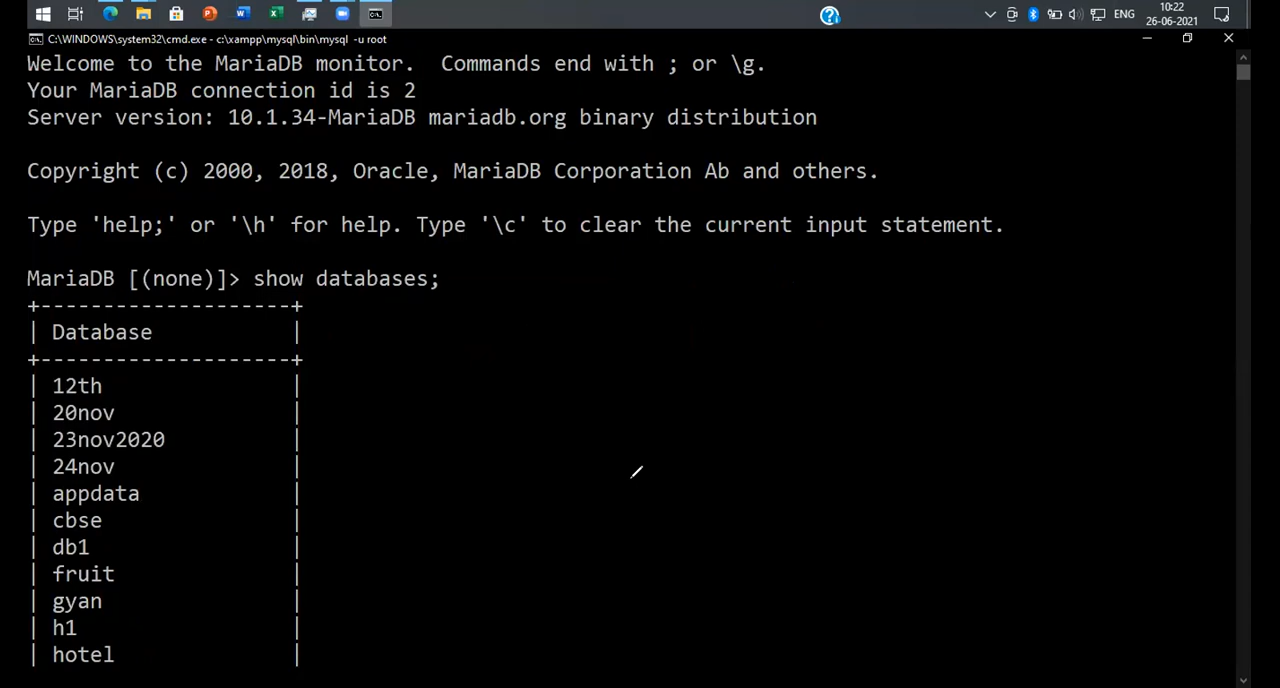 ENG
10:22
26-06-2021
C:\WINDOWS\system32\cmd.exe - c:\xampp\mysql\bin\mysql -u root
Welcome to the MariaDB monitor.  Commands end with ; or \g.
Your MariaDB connection id is 2
Server version: 10.1.34-MariaDB mariadb.org binary distribution
Copyright (c) 2000, 2018, Oracle, MariaDB Corporation Ab and others.
Type 'help;' or '\h' for help. Type '\c' to clear the current input statement.
MariaDB [(none)]> show databases;
+--------------------+
| Database           |
+--------------------+
| 12th               |
| 20nov              |
| 23nov2020          |
| 24nov              |
| appdata            |
| cbse               |
| db1                |
| fruit              |
| gyan               |
| h1                 |
| hotel              |